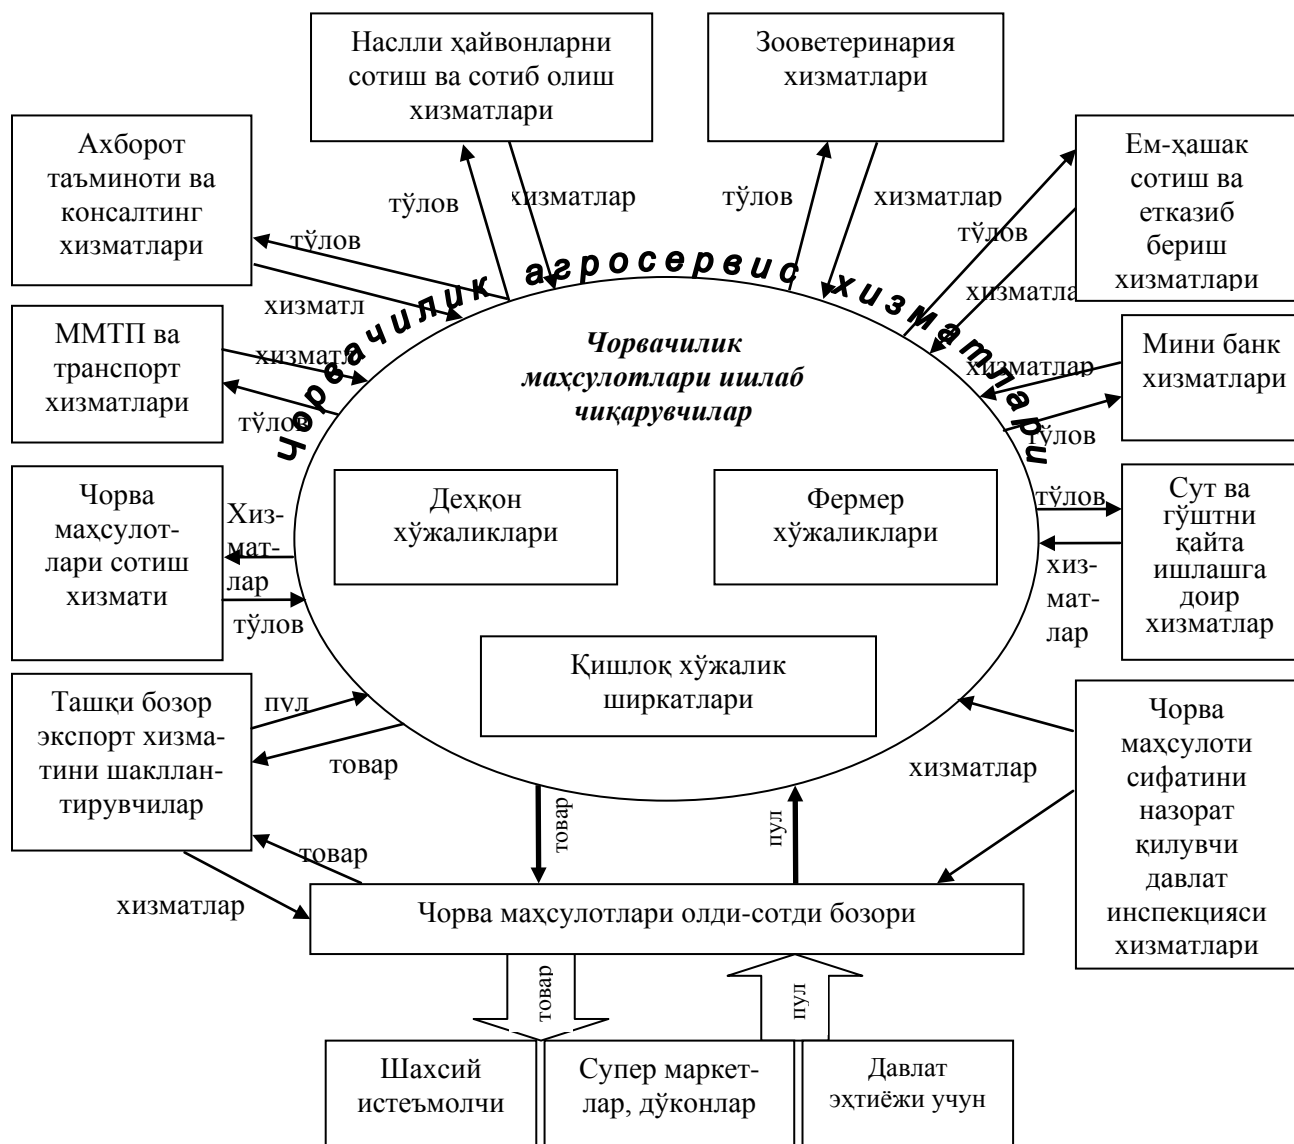 Наслли ҳайвонларни
сотиш ва сотиб олиш
хизматлари
Зооветеринария
хизматлари
Ахборот
таъминоти ва
консалтинг
хизматлари
Ем-ҳашак
сотиш ва
етказиб
бериш
хизматлари
тўлов
хизматлар
тўлов
хизматлар
тўлов
хизматл
тўлов
хизматла
Чорвачилик агросервис хизматлари
ММТП ва
транспорт
хизматлари
хизматл
тўлов
Чорвачилик
маҳсулотлари ишлаб
чиқарувчилар
хизматлар
тўлов
Мини банк
хизматлари
Чорва
маҳсулот-
лари сотиш
хизмати
Хиз-
мат-
лар
тўлов
Деҳқон
хўжаликлари
Фермер
хўжаликлари
тўлов
хиз-
мат-
лар
Сут ва
гўштни
қайта
ишлашга
доир
хизматлар
Қишлоқ хўжалик
ширкатлари
Ташқи бозор
экспорт хизма-
тини шакллан-
тирувчилар
пул
товар
хизматлар
Чорва
маҳсулоти
сифатини
назорат
қилувчи
давлат
инспекцияси
хизматлари
товар
пул
товар
хизматлар
Чорва маҳсулотлари олди-сотди бозори
товар
пул
Шахсий
истеъмолчи
Супер маркет-
лар, дўконлар
Давлат
эҳтиёжи учун